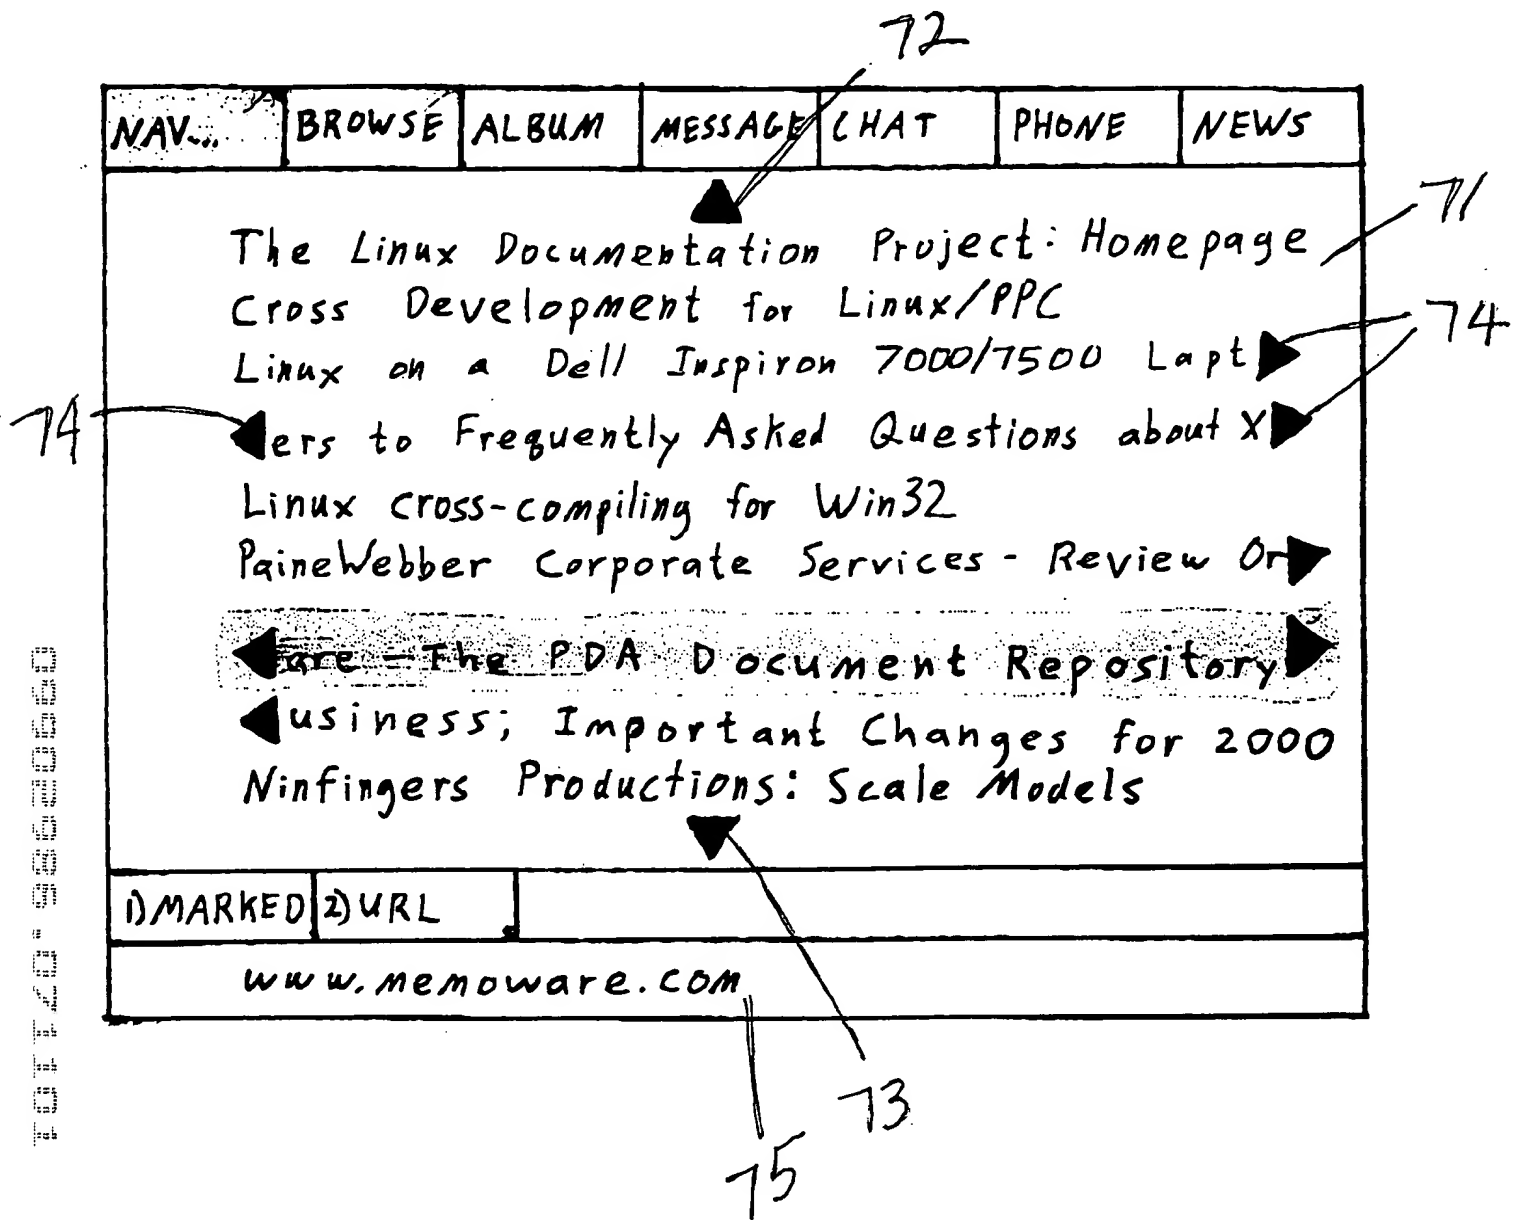 72
NAV... BROWSE ALBUM MESSAGE CHAT PHONE NEWS
71
The Linux Documentation Project: Homepage
Cross Development for Linux/PPC
74
Linux on a Dell Inspiron 7000/7500 Lapt
74
ers to Frequently Asked Questions about X
Linux cross-compiling for Win32
PaineWebber Corporate Services - Review Or
are - The PDA Document Repository
usiness; Important Changes for 2000
Ninfingers Productions: Scale Models
1)MARKED 2)URL
www.memoware.com
73
75